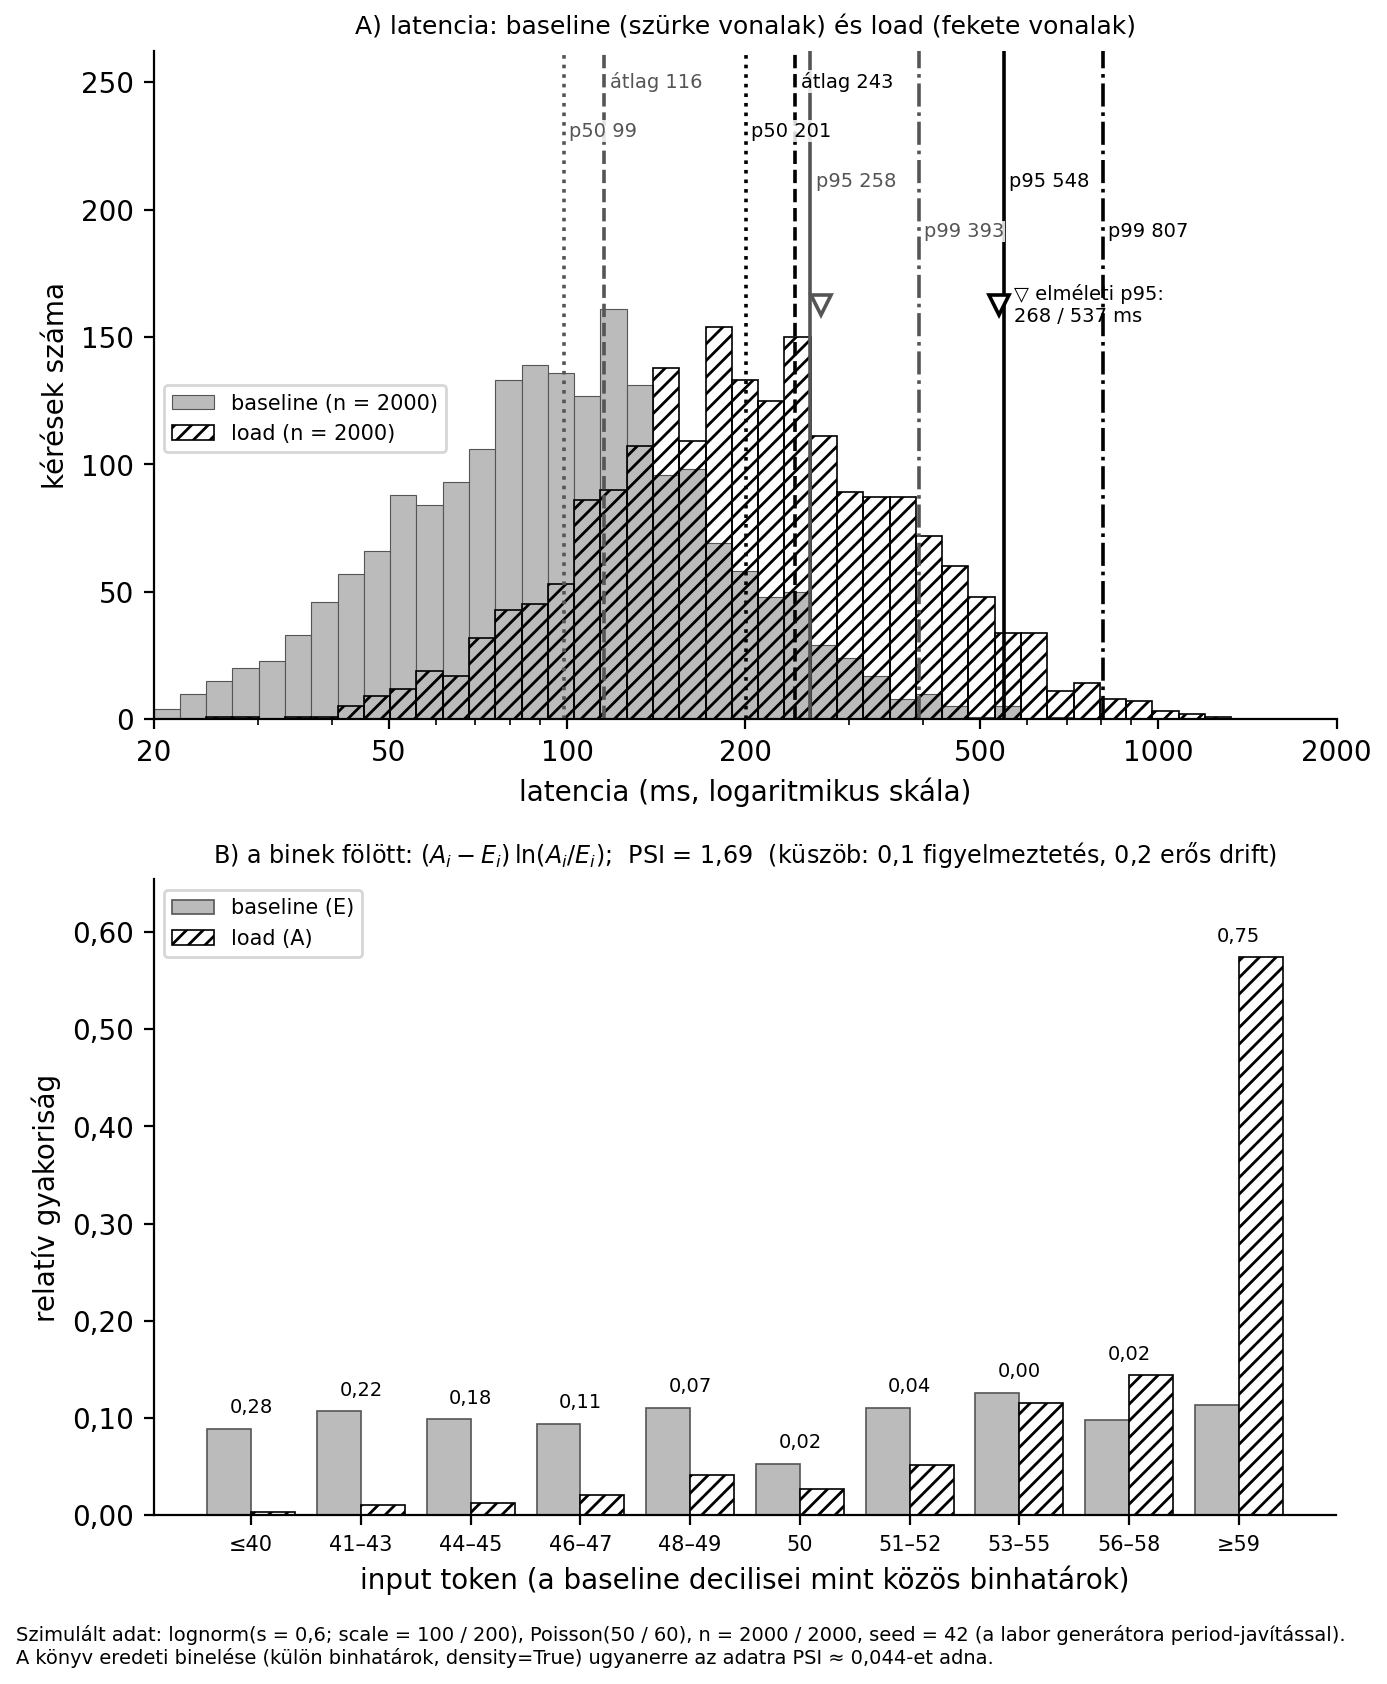 A) latencia: baseline (szürke vonalak) és load (fekete vonalak)
250
200
150
100
50
0
kérések száma
átlag 116
átlag 243
p50 99
p50 201
p95 258
p95 548
p99 393
p99 807
▽ elméleti p95:
268 / 537 ms
baseline (n = 2000)
load (n = 2000)
20
50
100
200
500
1000
2000
latencia (ms, logaritmikus skála)
B) a binek fölött: (A_i − E_i) ln(A_i/E_i);  PSI = 1,69  (küszöb: 0,1 figyelmeztetés, 0,2 erős drift)
baseline (E)
load (A)
0,60
0,50
0,40
0,30
0,20
0,10
0,00
relatív gyakoriság
0,28
0,22
0,18
0,11
0,07
0,02
0,04
0,00
0,02
0,75
≤40
41–43
44–45
46–47
48–49
50
51–52
53–55
56–58
≥59
input token (a baseline decilisei mint közös binhatárok)
Szimulált adat: lognorm(s = 0,6; scale = 100 / 200), Poisson(50 / 60), n = 2000 / 2000, seed = 42 (a labor generátora period-javítással).
A könyv eredeti binelése (külön binhatárok, density=True) ugyanerre az adatra PSI ≈ 0,044-et adna.